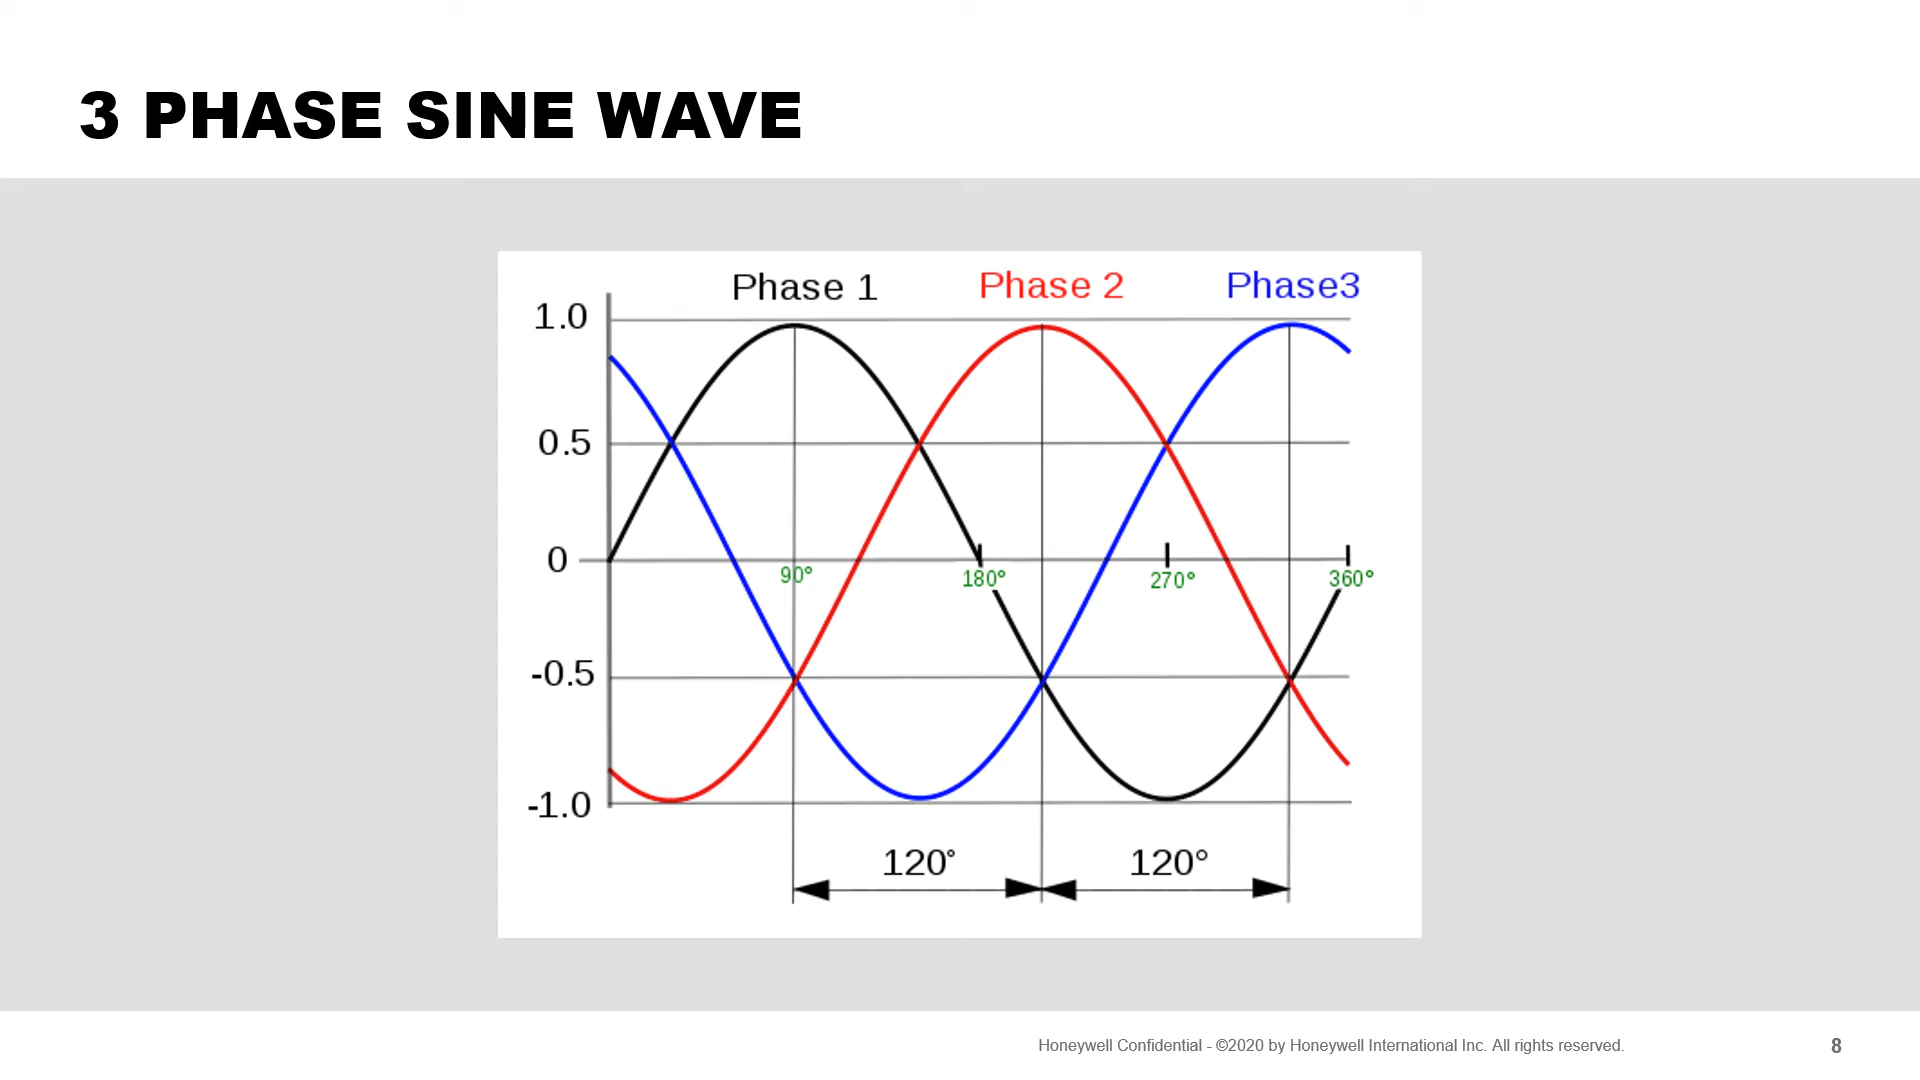 3 PHASE SINE WAVE
Phase 1
Phase 2
Phase3
1.0
0.5
0
90°
180°
270°
360°
-0.5
-1.0
120°
120°
Honeywell Confidential - ©2020 by Honeywell International Inc. All rights reserved.
8